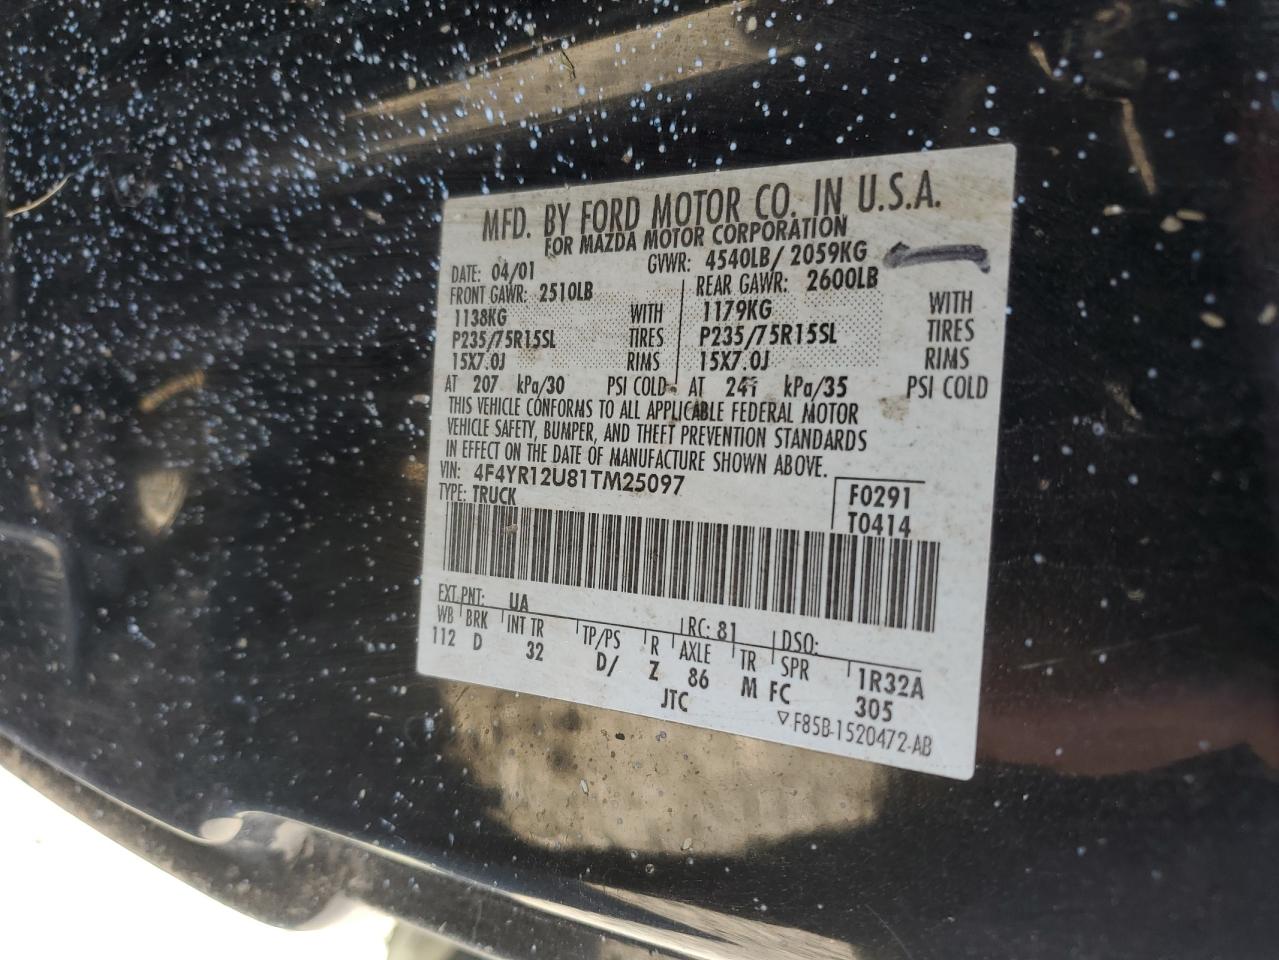 MFD. BY FORD MOTOR CO. IN U.S.A.
FOR MAZDA MOTOR CORPORATION
DATE: 04/01 GVWR: 4540LB/ 2059KG
FRONT GAWR: 2510LB REAR GAWR: 2600LB
1138KG WITH 1179KG WITH
P235/75R15SL TIRES P235/75R15SL TIRES
15X7.0J RIMS 15X7.0J RIMS
AT 207 kPa/30 PSI COLD AT 241 kPa/35 PSI COLD
THIS VEHICLE CONFORMS TO ALL APPLICABLE FEDERAL MOTOR
VEHICLE SAFETY, BUMPER, AND THEFT PREVENTION STANDARDS
IN EFFECT ON THE DATE OF MANUFACTURE SHOWN ABOVE.
VIN: 4F4YR12U81TM25097 F0291
TYPE: TRUCK T0414
EXT PNT: UA RC: 81 DSO:
WB BRK INT TR TP/PS R AXLE TR SPR 1R32A
112 D 32 D/ Z 86 M FC 305
JTC F85B-1520472-AB